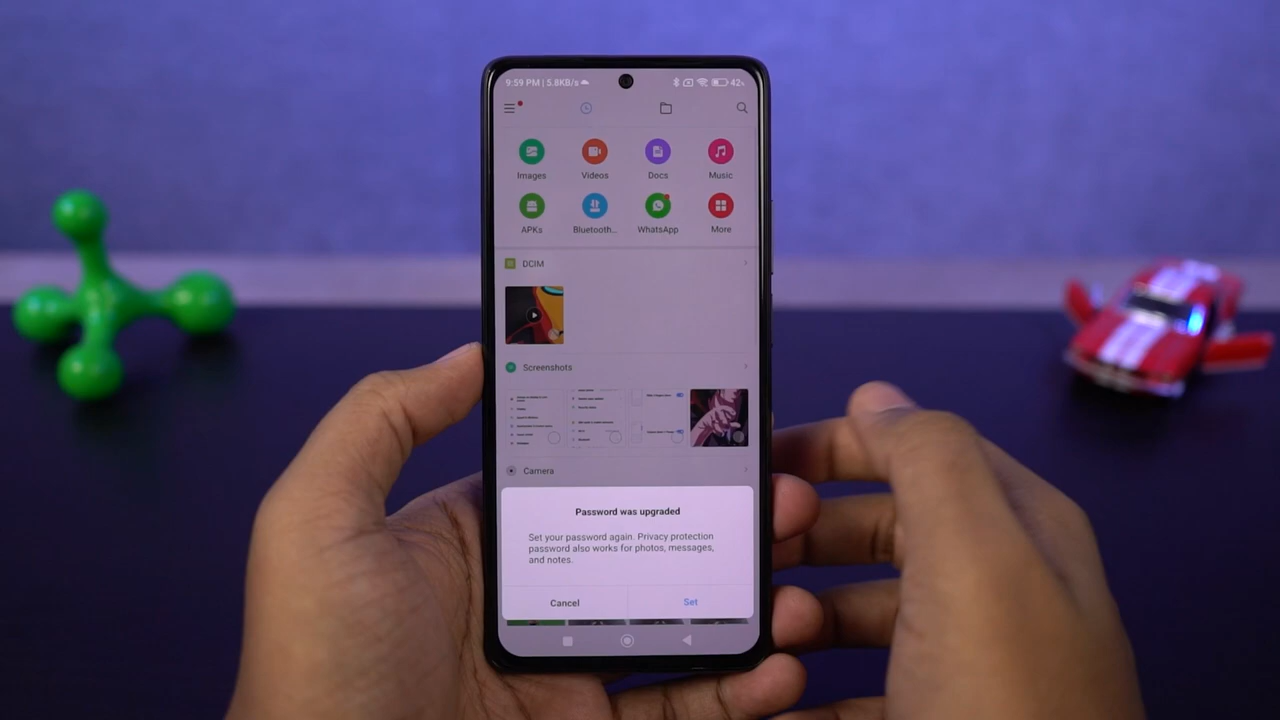 9:59 PM | 5.8KB/s
42
Images
Videos
Docs
Music
APKs
Bluetooth...
WhatsApp
More
DCIM
Screenshots
Camera
Password was upgraded
Set your password again. Privacy protection
password also works for photos, messages,
and notes.
Cancel
Set